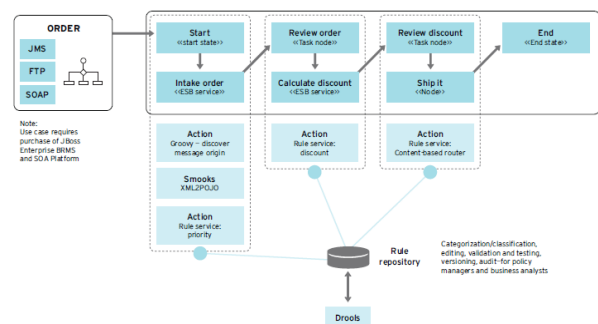 ORDER
JMS
FTP
SOAP
Note:
Use case requires
purchase of JBoss
Enterprise BRMS
and SOA Platform
Start
«start state»
Intake order
«ESB service»
Review order
«Task node»
Calculate discount
«ESB service»
Review discount
«Task node»
Ship it
«Node»
End
«End state»
Action
Groovy – discover
message origin
Smooks
XML2POJO
Action
Rule service:
priority
Action
Rule service:
discount
Action
Rule service:
Content-based router
Rule
repository
Categorization/classification,
editing, validation and testing,
versioning, audit–for policy
managers and business analysts
Drools